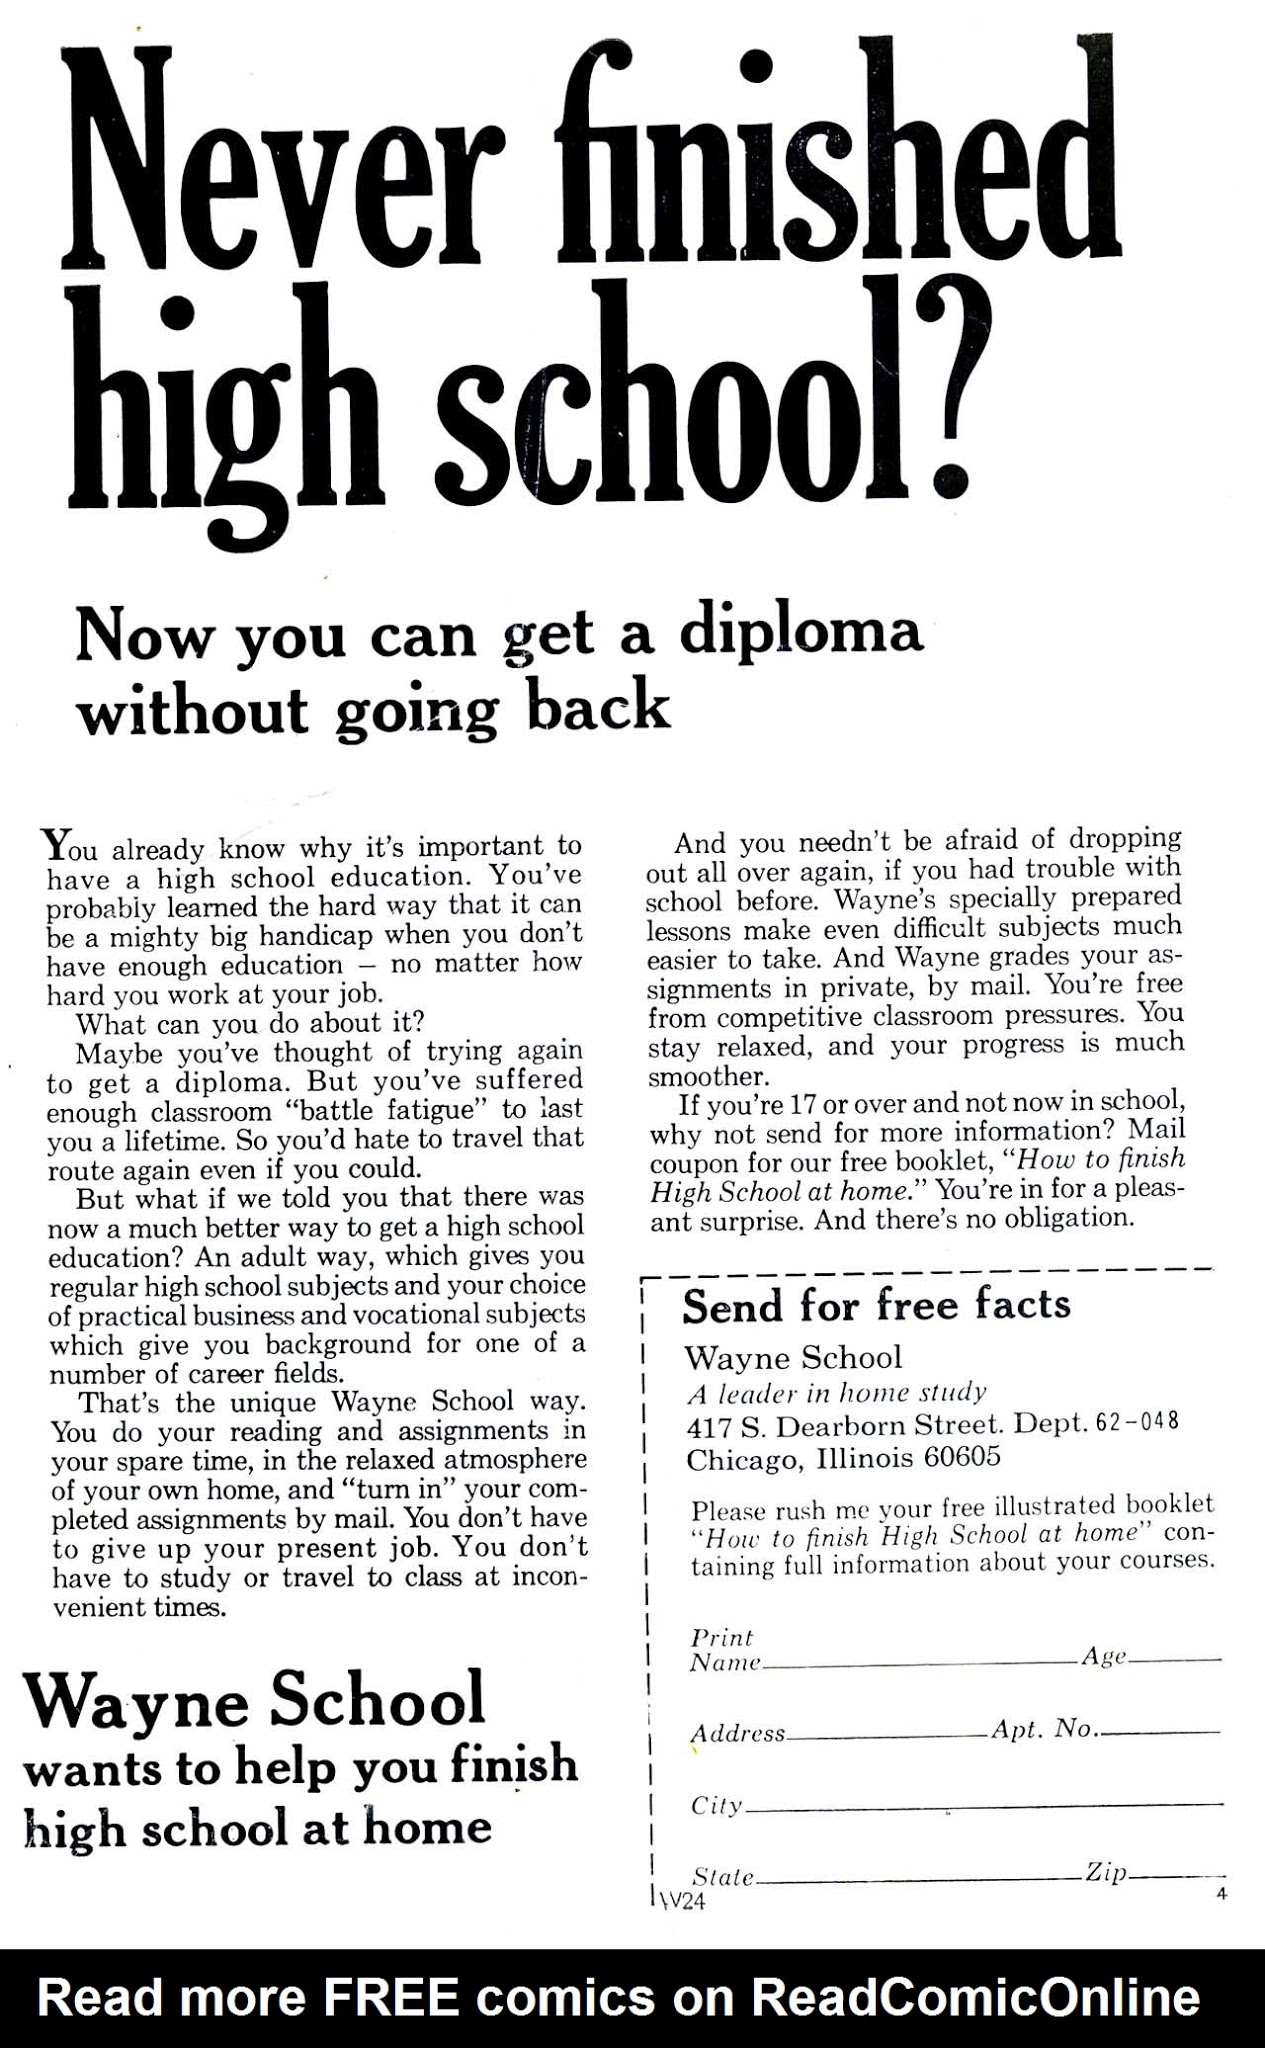 Never finished
high school?
Now you can get a diploma
without going back
You already know why it's important to
have a high school education. You've
probably learned the hard way that it can
be a mighty big handicap when you don't
have enough education – no matter how
hard you work at your job.
What can you do about it?
Maybe you've thought of trying again
to get a diploma. But you've suffered
enough classroom “battle fatigue” to last
you a lifetime. So you'd hate to travel that
route again even if you could.
But what if we told you that there was
now a much better way to get a high school
education? An adult way, which gives you
regular high school subjects and your choice
of practical business and vocational subjects
which give you background for one of a
number of career fields.
That's the unique Wayne School way.
You do your reading and assignments in
your spare time, in the relaxed atmosphere
of your own home, and “turn in” your com-
pleted assignments by mail. You don't have
to give up your present job. You don't
have to study or travel to class at incon-
venient times.
Wayne School
wants to help you finish
high school at home
And you needn't be afraid of dropping
out all over again, if you had trouble with
school before. Wayne's specially prepared
lessons make even difficult subjects much
easier to take. And Wayne grades your as-
signments in private, by mail. You're free
from competitive classroom pressures. You
stay relaxed, and your progress is much
smoother.
If you're 17 or over and not now in school,
why not send for more information? Mail
coupon for our free booklet, “How to finish
High School at home.” You're in for a pleas-
ant surprise. And there's no obligation.
Send for free facts
Wayne School
A leader in home study
417 S. Dearborn Street. Dept. 62-048
Chicago, Illinois 60605
Please rush me your free illustrated booklet
“How to finish High School at home” con-
taining full information about your courses.
Print
Name Age
Address Apt. No.
City
State Zip
W24 4
Read more FREE comics on ReadComicOnline